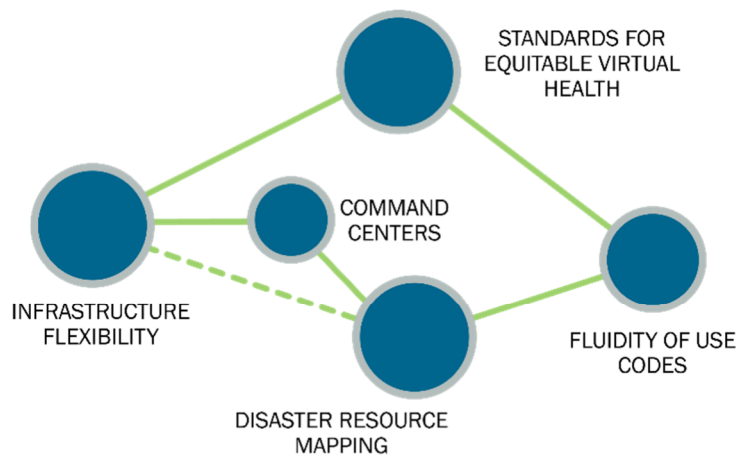 STANDARDS FOR
EQUITABLE VIRTUAL
HEALTH
COMMAND
CENTERS
INFRASTRUCTURE
FLEXIBILITY
FLUIDITY OF USE
CODES
DISASTER RESOURCE
MAPPING